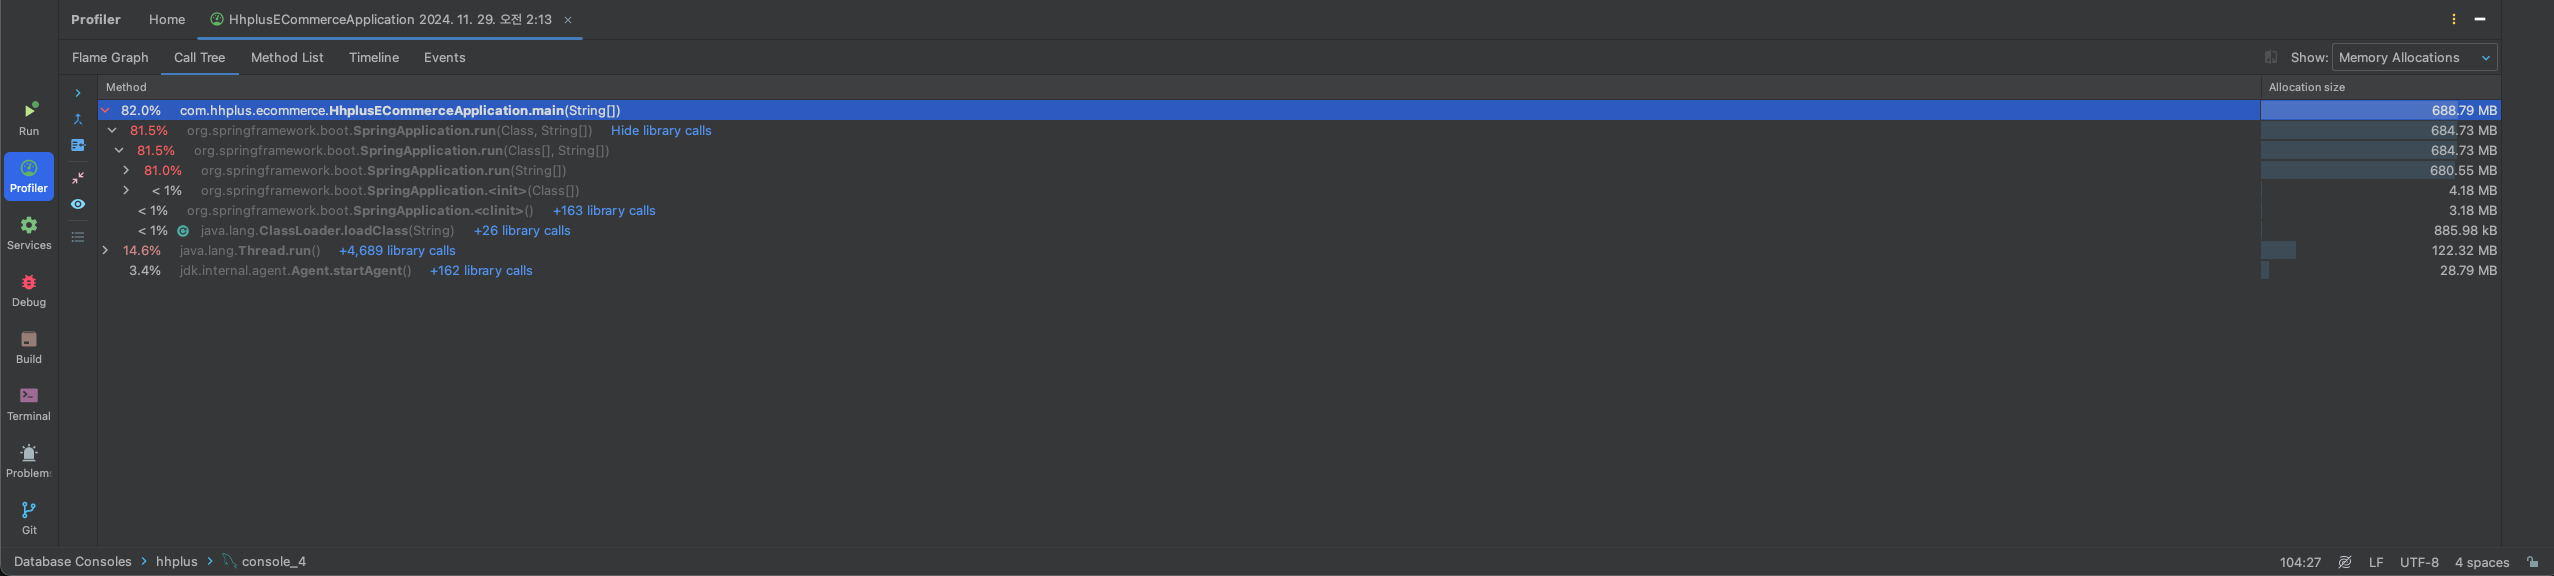 Profiler Home HhplusECommerceApplication 2024. 11. 29. 오전 2:13 ×
Flame Graph Call Tree Method List Timeline Events Show: Memory Allocations
Method Allocation size
82.0% com.hhplus.ecommerce.HhplusECommerceApplication.main(String[]) 688.79 MB
81.5% org.springframework.boot.SpringApplication.run(Class, String[]) Hide library calls 684.73 MB
81.5% org.springframework.boot.SpringApplication.run(Class[], String[]) 684.73 MB
81.0% org.springframework.boot.SpringApplication.run(String[]) 680.55 MB
< 1% org.springframework.boot.SpringApplication.<init>(Class[]) 4.18 MB
< 1% org.springframework.boot.SpringApplication.<clinit>() +163 library calls 3.18 MB
< 1% java.lang.ClassLoader.loadClass(String) +26 library calls 885.98 kB
14.6% java.lang.Thread.run() +4,689 library calls 122.32 MB
3.4% jdk.internal.agent.Agent.startAgent() +162 library calls 28.79 MB
Run
Profiler
Services
Debug
Build
Terminal
Problem
Git
Database Consoles > hhplus > console_4 104:27 LF UTF-8 4 spaces